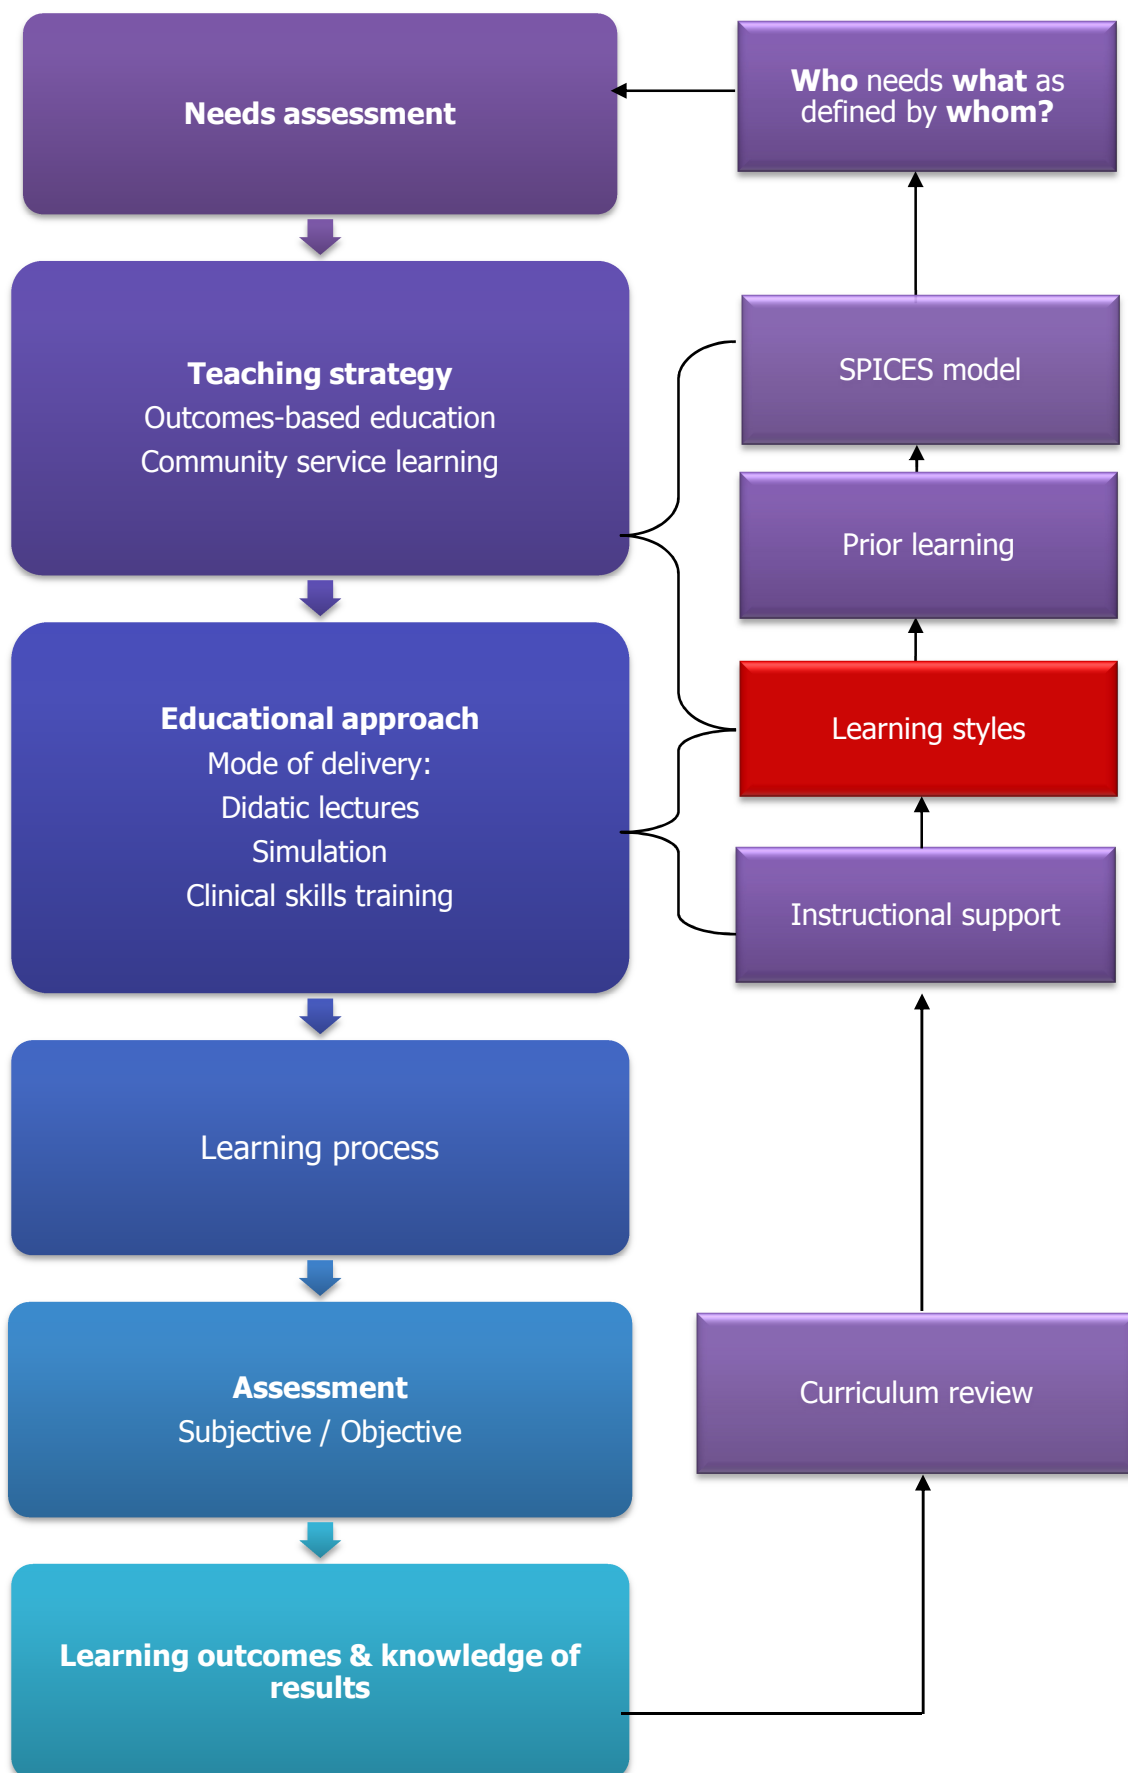 Needs assessment
Who needs what as
defined by whom?
Teaching strategy
Outcomes-based education
Community service learning
SPICES model
Prior learning
Educational approach
Mode of delivery:
Didatic lectures
Simulation
Clinical skills training
Learning styles
Instructional support
Learning process
Assessment
Subjective / Objective
Curriculum review
Learning outcomes & knowledge of
results